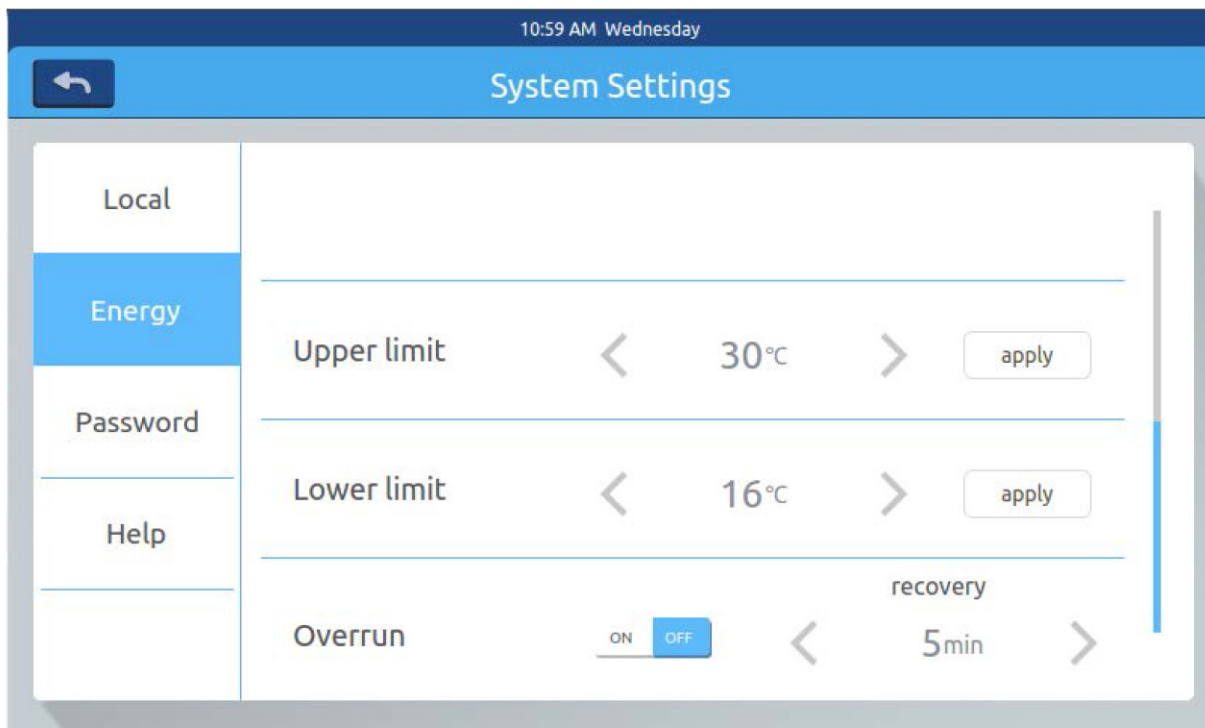 10:59 AM Wednesday
System Settings
Local
Energy
Password
Help
Upper limit 30℃ apply
Lower limit 16℃ apply
recovery
Overrun ON OFF 5min